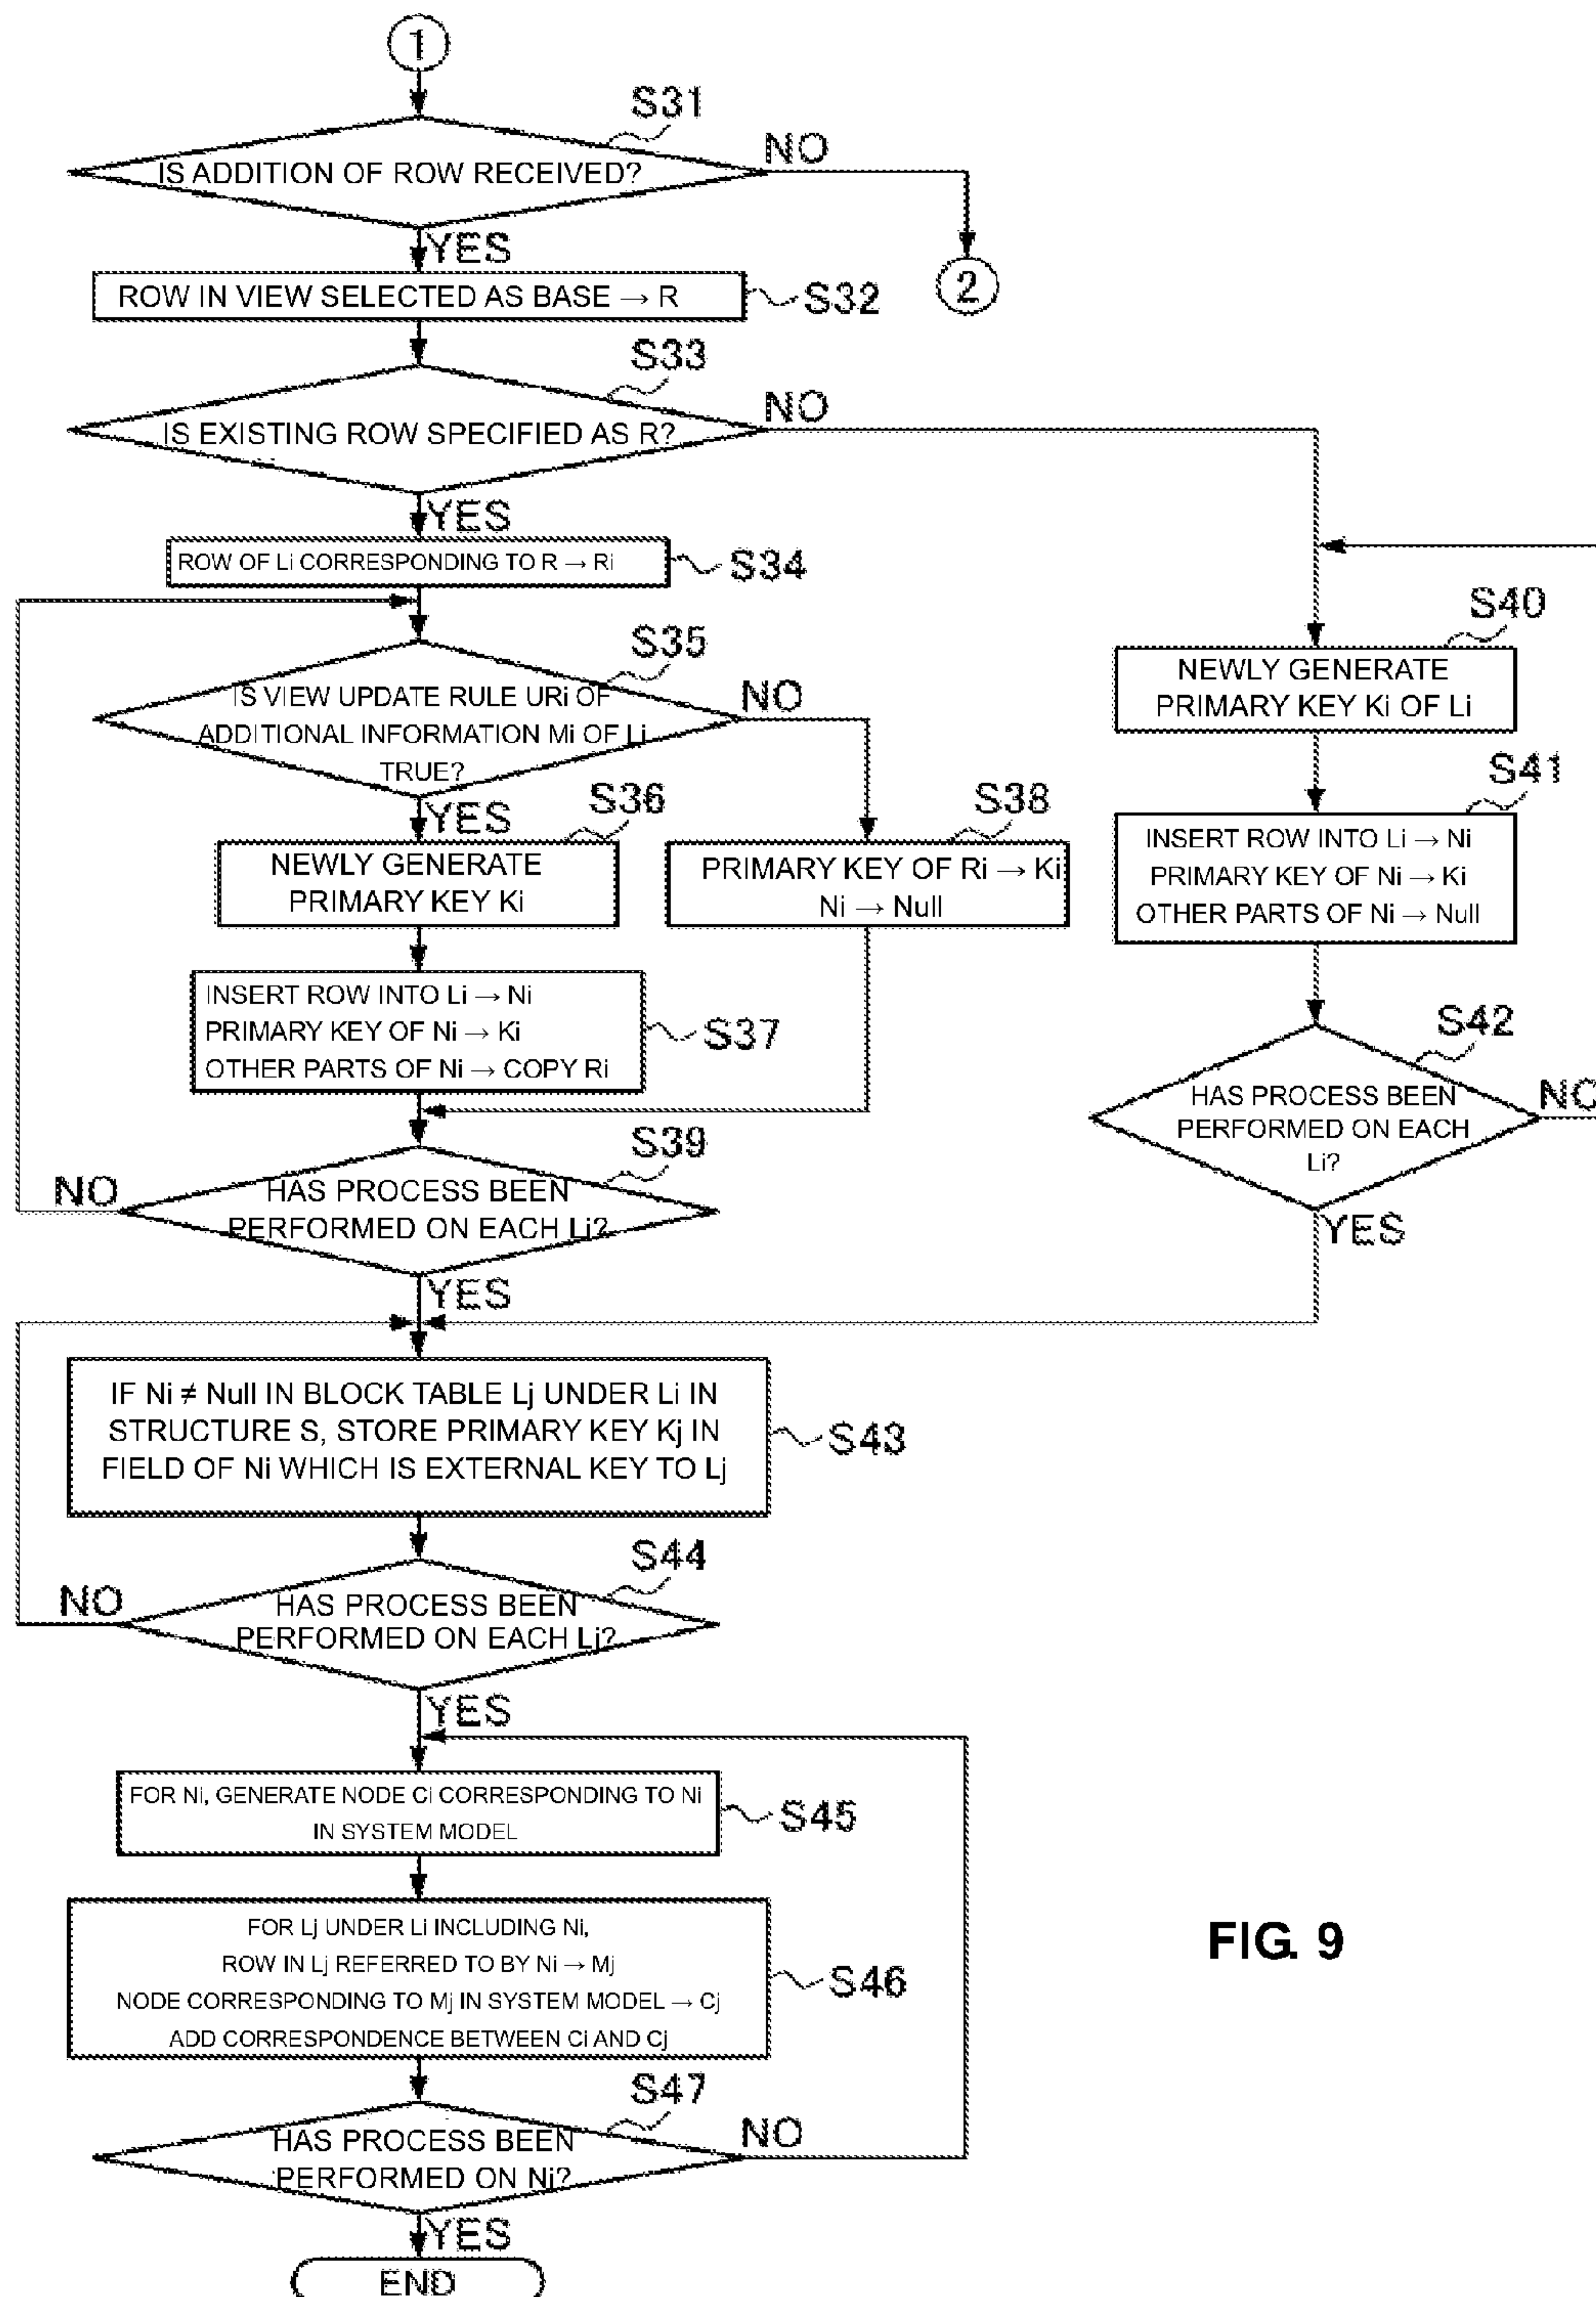 1
S31
IS ADDITION OF ROW RECEIVED?
NO
YES
2
ROW IN VIEW SELECTED AS BASE → R
S32
S33
IS EXISTING ROW SPECIFIED AS R?
NO
YES
ROW OF Li CORRESPONDING TO R → Ri
S34
S35
IS VIEW UPDATE RULE URi OF
ADDITIONAL INFORMATION Mi OF Li
TRUE?
NO
YES
S36
NEWLY GENERATE
PRIMARY KEY Ki
S38
PRIMARY KEY OF Ri → Ki
Ni → Null
INSERT ROW INTO Li → Ni
PRIMARY KEY OF Ni → Ki
OTHER PARTS OF Ni → COPY Ri
S37
S39
HAS PROCESS BEEN
PERFORMED ON EACH Li?
NO
YES
S40
NEWLY GENERATE
PRIMARY KEY Ki OF Li
S41
INSERT ROW INTO Li → Ni
PRIMARY KEY OF Ni → Ki
OTHER PARTS OF Ni → Null
S42
HAS PROCESS BEEN
PERFORMED ON EACH
Li?
NO
YES
IF Ni ≠ Null IN BLOCK TABLE Lj UNDER Li IN
STRUCTURE S, STORE PRIMARY KEY Kj IN
FIELD OF Ni WHICH IS EXTERNAL KEY TO Lj
S43
S44
HAS PROCESS BEEN
PERFORMED ON EACH Lj?
NO
YES
FOR Ni, GENERATE NODE Ci CORRESPONDING TO Ni
IN SYSTEM MODEL
S45
FOR Lj UNDER Li INCLUDING Ni,
ROW IN Lj REFERRED TO BY Ni → Mj
NODE CORRESPONDING TO Mj IN SYSTEM MODEL → Cj
ADD CORRESPONDENCE BETWEEN Ci AND Cj
S46
S47
HAS PROCESS BEEN
PERFORMED ON Nj?
NO
YES
END
FIG. 9